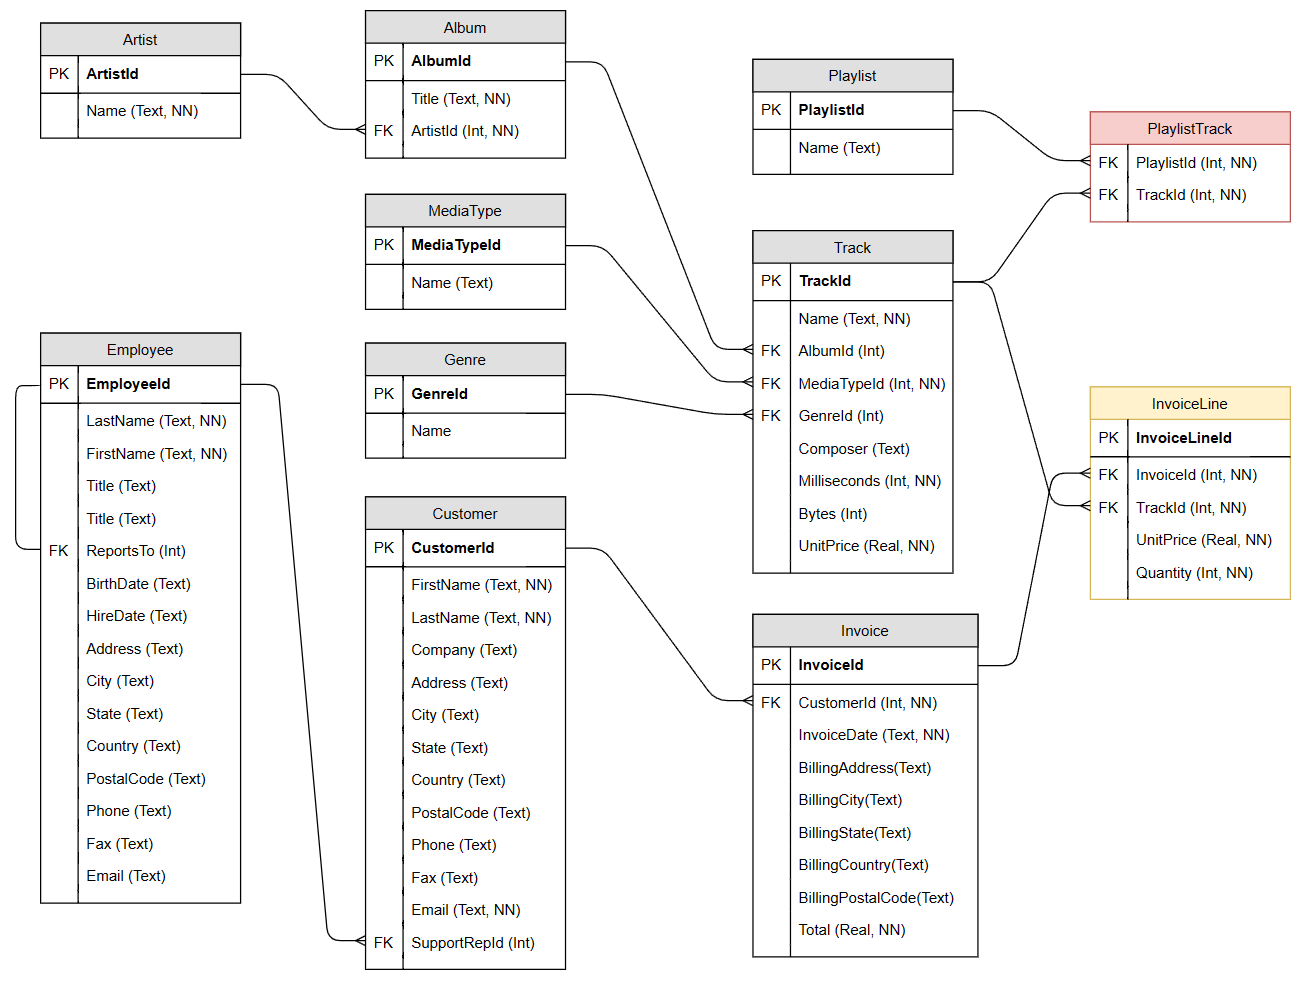 Artist
PK ArtistId
Name (Text, NN)
Album
PK AlbumId
Title (Text, NN)
FK ArtistId (Int, NN)
Playlist
PK PlaylistId
Name (Text)
PlaylistTrack
FK PlaylistId (Int, NN)
FK TrackId (Int, NN)
MediaType
PK MediaTypeId
Name (Text)
Track
PK TrackId
Name (Text, NN)
FK AlbumId (Int)
FK MediaTypeId (Int, NN)
FK GenreId (Int)
Composer (Text)
Milliseconds (Int, NN)
Bytes (Int)
UnitPrice (Real, NN)
Employee
PK EmployeeId
LastName (Text, NN)
FirstName (Text, NN)
Title (Text)
Title (Text)
FK ReportsTo (Int)
BirthDate (Text)
HireDate (Text)
Address (Text)
City (Text)
State (Text)
Country (Text)
PostalCode (Text)
Phone (Text)
Fax (Text)
Email (Text)
Genre
PK GenreId
Name
InvoiceLine
PK InvoiceLineId
FK InvoiceId (Int, NN)
FK TrackId (Int, NN)
UnitPrice (Real, NN)
Quantity (Int, NN)
Customer
PK CustomerId
FirstName (Text, NN)
LastName (Text, NN)
Company (Text)
Address (Text)
City (Text)
State (Text)
Country (Text)
PostalCode (Text)
Phone (Text)
Fax (Text)
Email (Text, NN)
FK SupportRepId (Int)
Invoice
PK InvoiceId
FK CustomerId (Int, NN)
InvoiceDate (Text, NN)
BillingAddress(Text)
BillingCity(Text)
BillingState(Text)
BillingCountry(Text)
BillingPostalCode(Text)
Total (Real, NN)